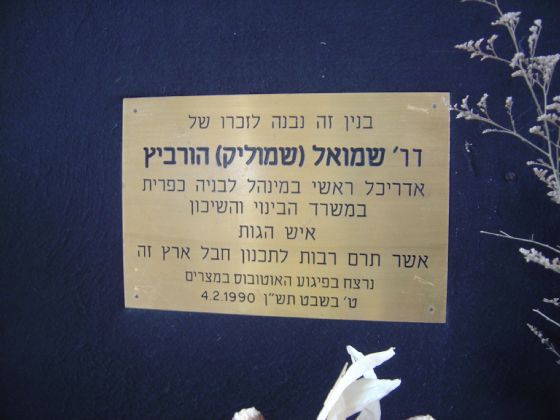 בנין זה נבנה לזכרו של
דר' שמואל (שמוליק) הורביץ
אדריכל ראשי במינהל לבניה כפרית
במשרד הבינוי והשיכון
איש הגות
אשר תרם רבות לתכנון חבל ארץ זה
נרצח בפיגוע האוטובוס במצרים
ט' בשבט תש"ן 4.2.1990